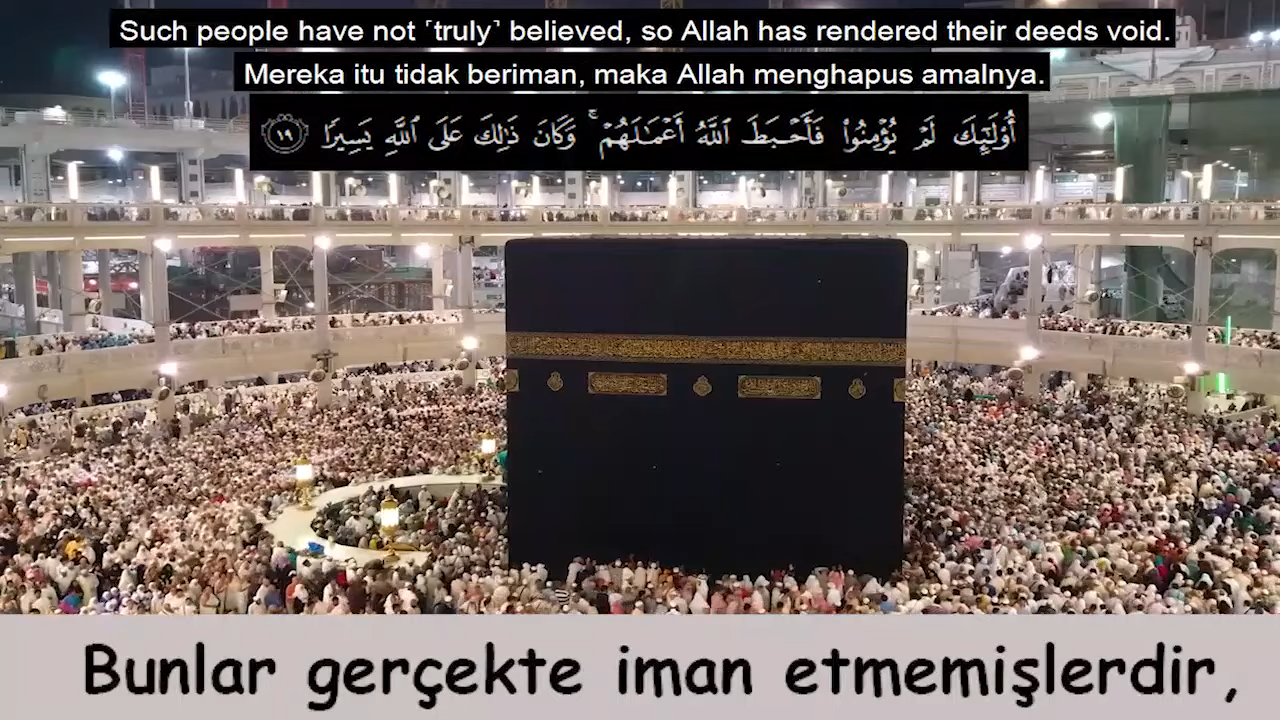 Such people have not ˹truly˺ believed, so Allah has rendered their deeds void.
Mereka itu tidak beriman, maka Allah menghapus amalnya.
أُوْلَٰٓئِكَ لَمۡ يُؤۡمِنُواْ فَأَحۡبَطَ ٱللَّهُ أَعۡمَٰلَهُمۡۚ وَكَانَ ذَٰلِكَ عَلَى ٱللَّهِ يَسِيرٗا ١٩
Bunlar gerçekte iman etmemişlerdir,